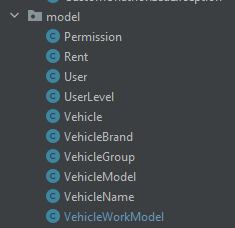 model
Permission
Rent
User
UserLevel
Vehicle
VehicleBrand
VehicleGroup
VehicleModel
VehicleName
VehicleWorkModel